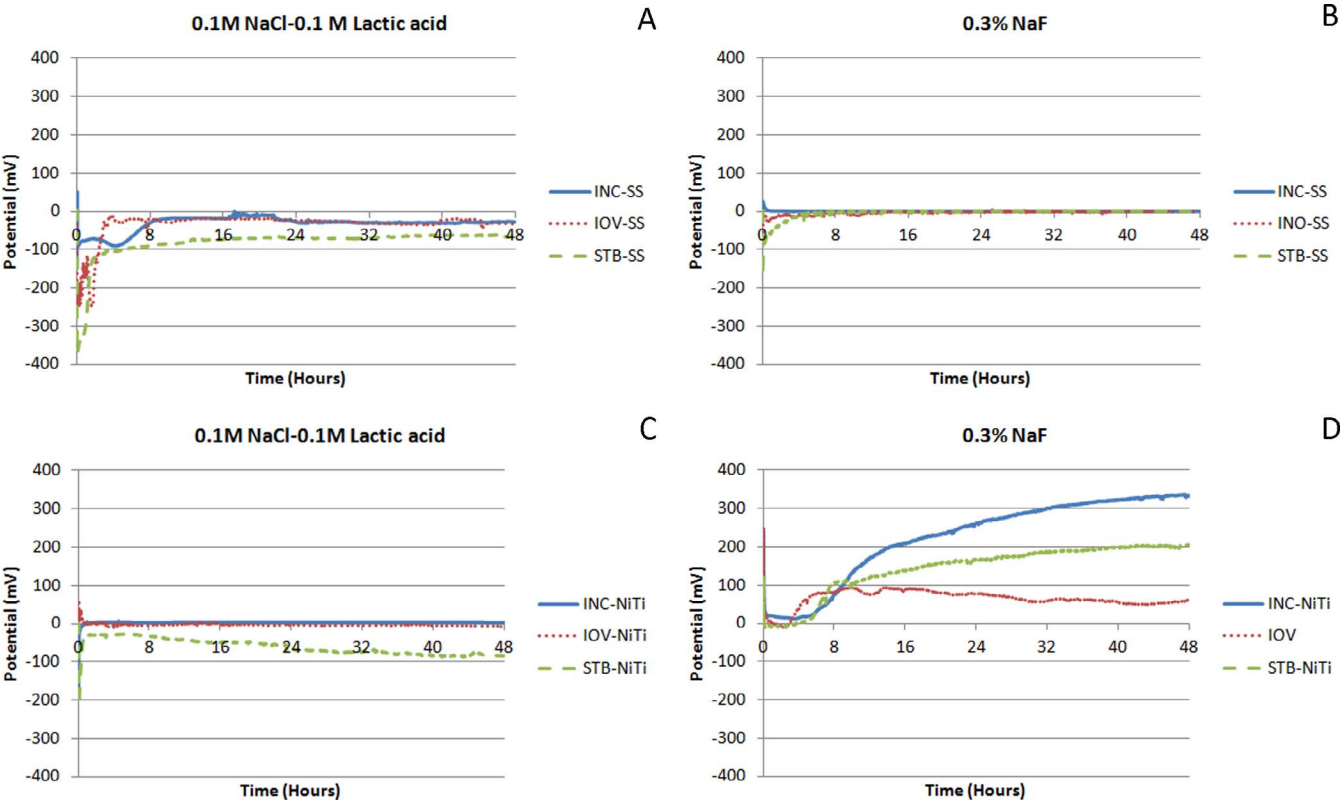 0.1M NaCl-0.1 M Lactic acid
A
400
300
200
100
0
-100
-200
-300
-400
Potential (mV)
0 8 16 24 32 40 48
Time (Hours)
INC-SS
IOV-SS
STB-SS
0.3% NaF
B
400
300
200
100
0
-100
-200
-300
-400
Potential (mV)
0 8 16 24 32 40 48
Time (Hours)
INC-SS
INO-SS
STB-SS
0.1M NaCl-0.1M Lactic acid
C
400
300
200
100
0
-100
-200
-300
-400
Potential (mV)
0 8 16 24 32 40 48
Time (Hours)
INC-NiTi
IOV-NiTi
STB-NiTi
0.3% NaF
D
400
300
200
100
0
-100
-200
-300
-400
Potential (mV)
0 8 16 24 32 40 48
Time (Hours)
INC-NiTi
IOV
STB-NiTi